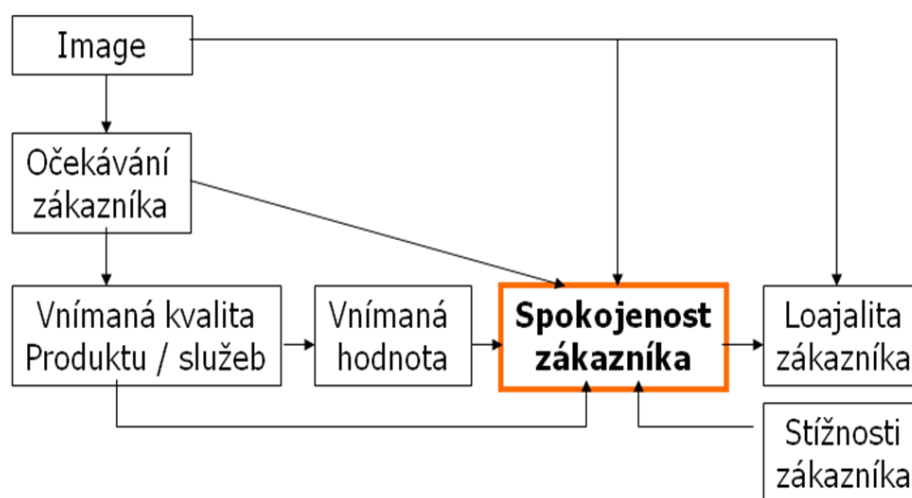 Image
Očekávání
zákazníka
Vnímaná kvalita
Produktu / služeb
Vnímaná
hodnota
Spokojenost
zákazníka
Loajalita
zákazníka
Stížnosti
zákazníka